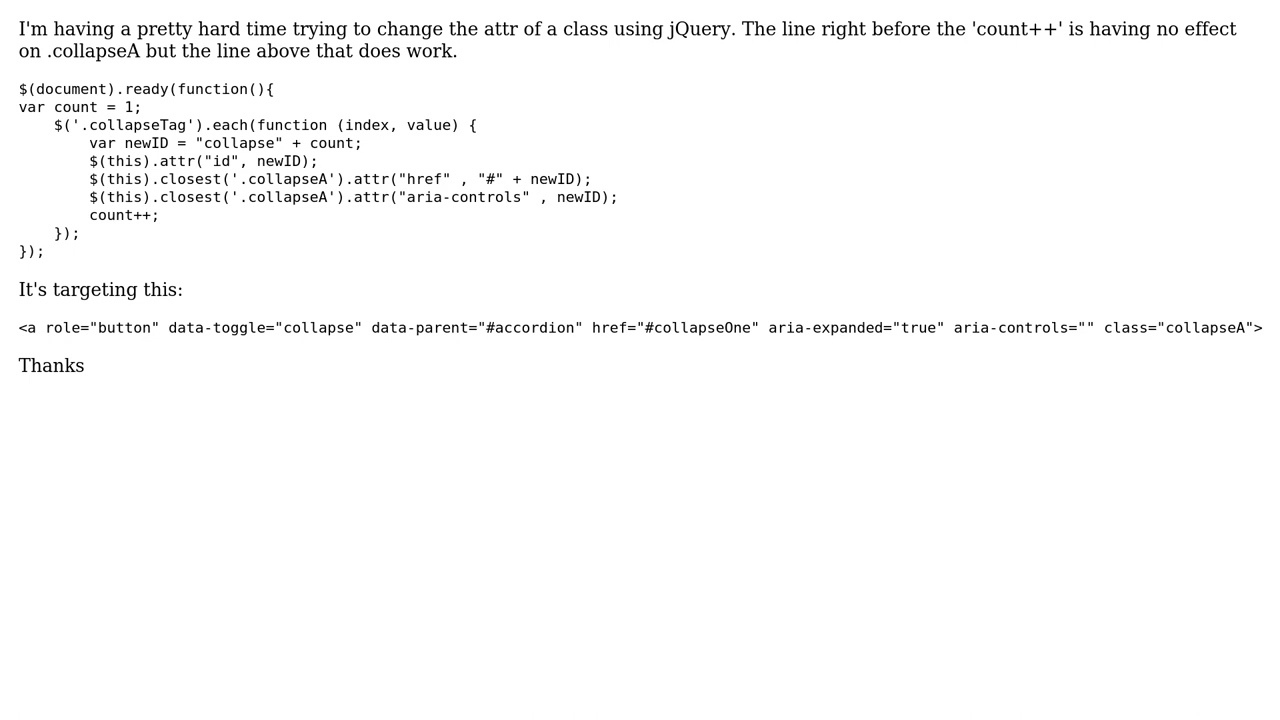 I'm having a pretty hard time trying to change the attr of a class using jQuery. The line right before the 'count++' is having no effect
on .collapseA but the line above that does work.
$(document).ready(function(){
var count = 1;
    $('.collapseTag').each(function (index, value) {
        var newID = "collapse" + count;
        $(this).attr("id", newID);
        $(this).closest('.collapseA').attr("href" , "#" + newID);
        $(this).closest('.collapseA').attr("aria-controls" , newID);
        count++;
    });
});
It's targeting this:
<a role="button" data-toggle="collapse" data-parent="#accordion" href="#collapseOne" aria-expanded="true" aria-controls="" class="collapseA">
Thanks